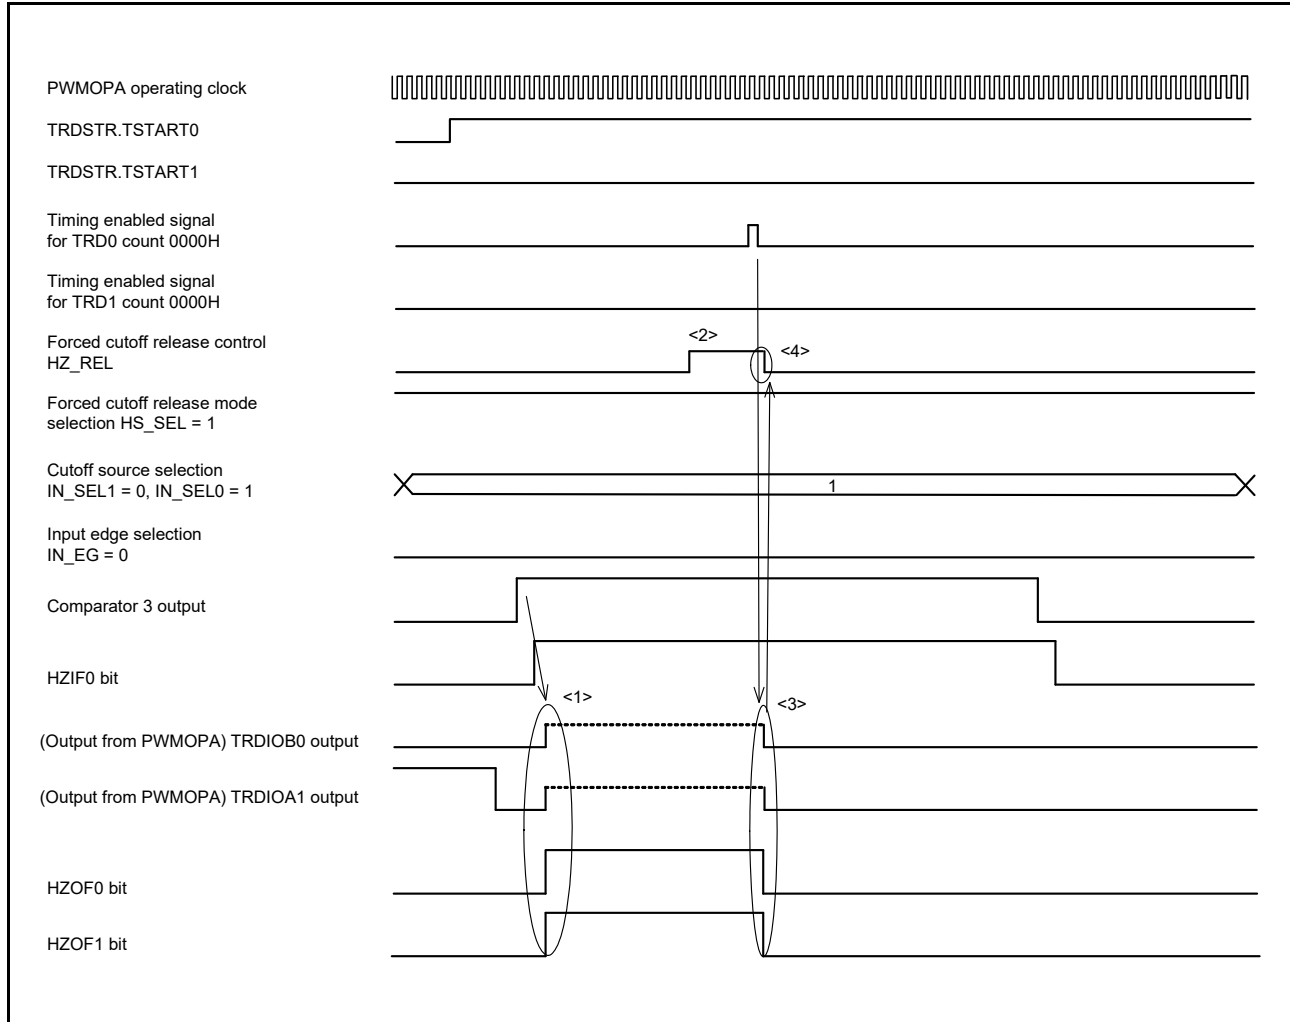 PWMOPA operating clock
TRDSTR.TSTART0
TRDSTR.TSTART1
Timing enabled signal
for TRD0 count 0000H
Timing enabled signal
for TRD1 count 0000H
Forced cutoff release control
HZ_REL
<2>
<4>
Forced cutoff release mode
selection HS_SEL = 1
Cutoff source selection
IN_SEL1 = 0, IN_SEL0 = 1
1
Input edge selection
IN_EG = 0
Comparator 3 output
HZIF0 bit
<1>
<3>
(Output from PWMOPA) TRDIOB0 output
(Output from PWMOPA) TRDIOA1 output
HZOF0 bit
HZOF1 bit